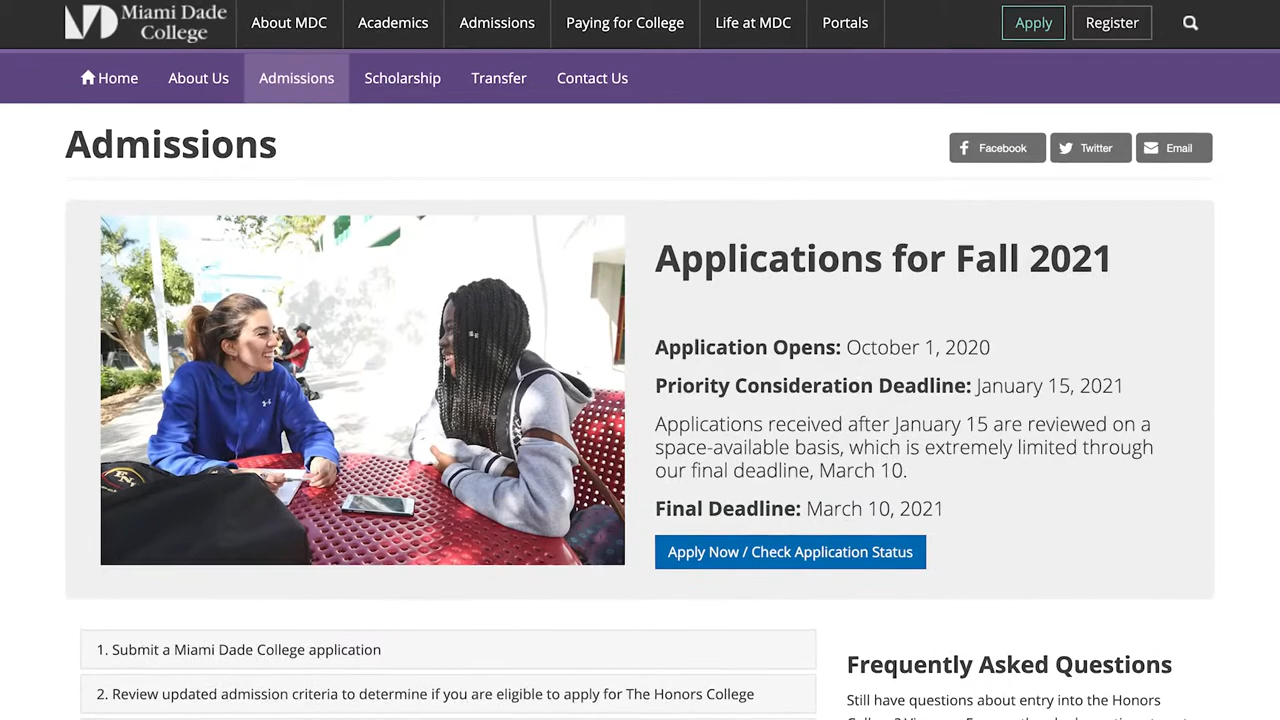 Miami Dade
College
About MDC
Academics
Admissions
Paying for College
Life at MDC
Portals
Apply
Register
Home
About Us
Admissions
Scholarship
Transfer
Contact Us
Admissions
Facebook
Twitter
Email
Applications for Fall 2021
Application Opens: October 1, 2020
Priority Consideration Deadline: January 15, 2021
Applications received after January 15 are reviewed on a
space-available basis, which is extremely limited through
our final deadline, March 10.
Final Deadline: March 10, 2021
Apply Now / Check Application Status
1. Submit a Miami Dade College application
2. Review updated admission criteria to determine if you are eligible to apply for The Honors College
Frequently Asked Questions
Still have questions about entry into the Honors